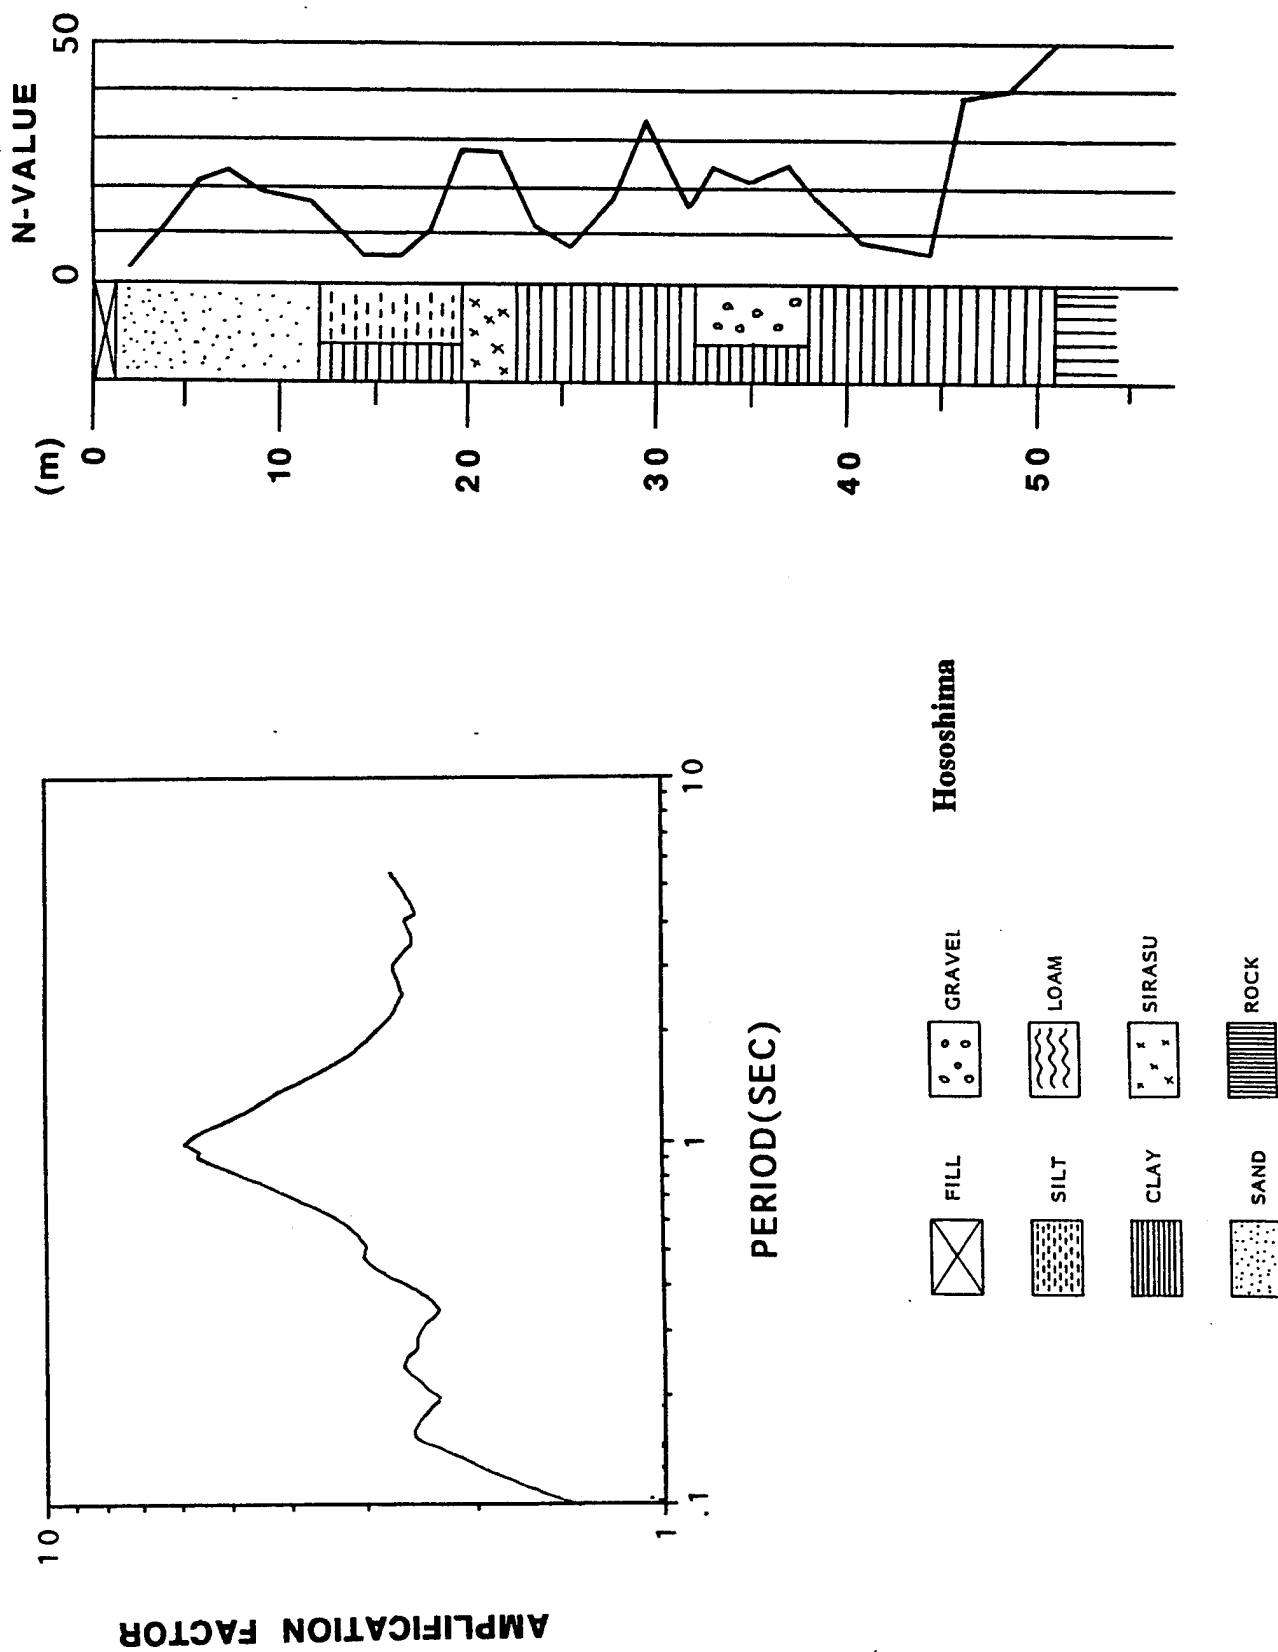 AMPLIFICATION FACTOR
10
1
.1
1
10
PERIOD(SEC)
(m)
0
10
20
30
40
50
N-VALUE
0
50
Hososhima
FILL
GRAVEL
SILT
LOAM
CLAY
SIRASU
SAND
ROCK